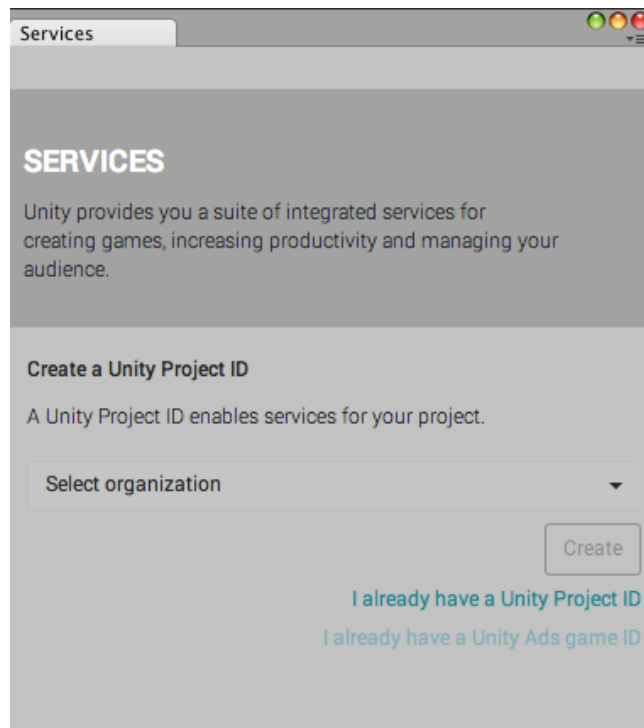 Services
SERVICES
Unity provides you a suite of integrated services for
creating games, increasing productivity and managing your
audience.
Create a Unity Project ID
A Unity Project ID enables services for your project.
Select organization
Create
I already have a Unity Project ID
I already have a Unity Ads game ID